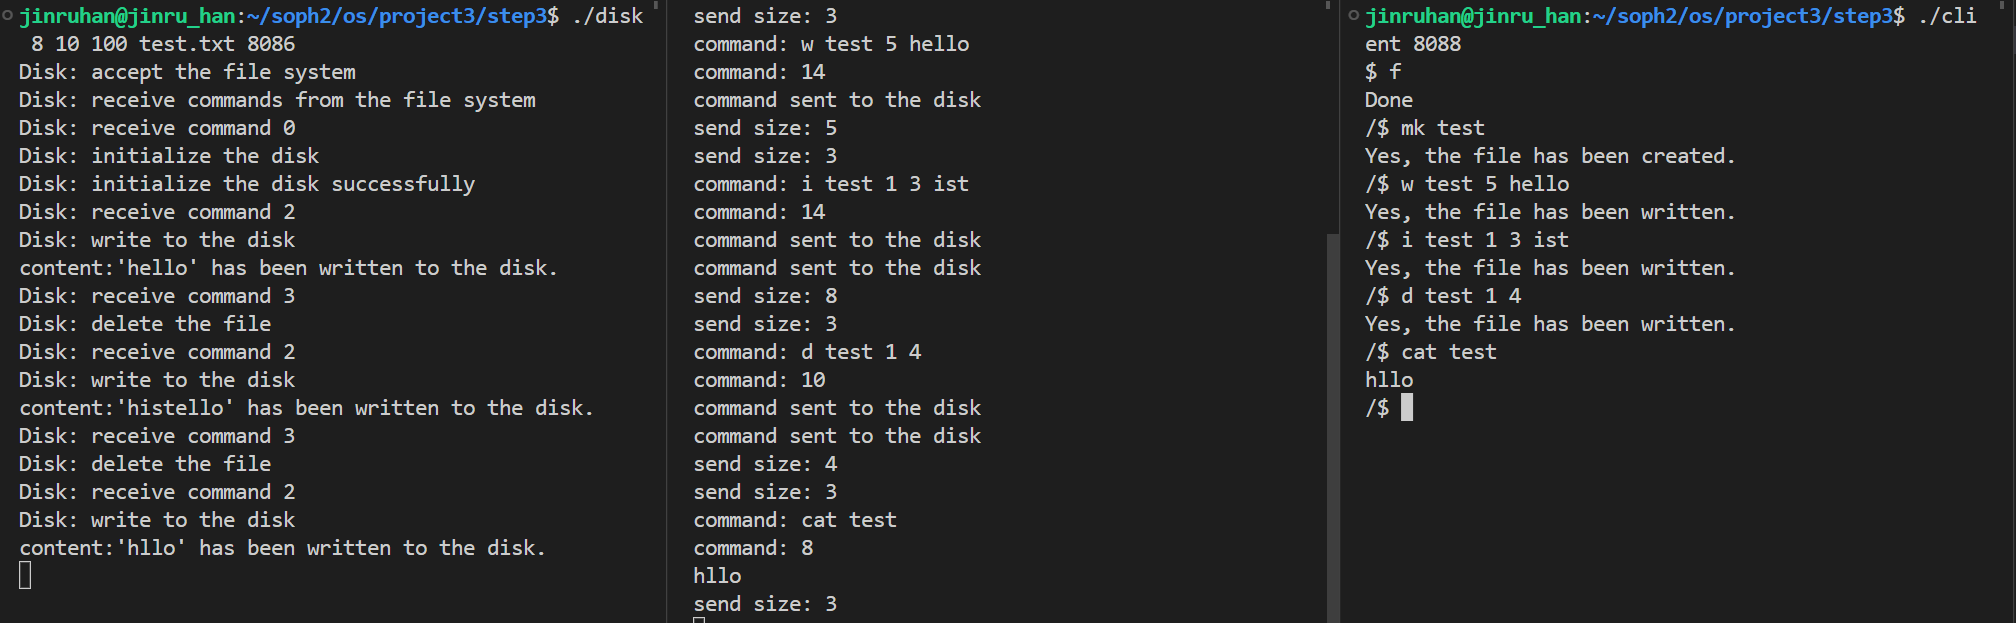 jinruhan@jinru_han:~/soph2/os/project3/step3$ ./disk
 8 10 100 test.txt 8086
Disk: accept the file system
Disk: receive commands from the file system
Disk: receive command 0
Disk: initialize the disk
Disk: initialize the disk successfully
Disk: receive command 2
Disk: write to the disk
content:'hello' has been written to the disk.
Disk: receive command 3
Disk: delete the file
Disk: receive command 2
Disk: write to the disk
content:'histello' has been written to the disk.
Disk: receive command 3
Disk: delete the file
Disk: receive command 2
Disk: write to the disk
content:'hllo' has been written to the disk.
send size: 3
command: w test 5 hello
command: 14
command sent to the disk
send size: 5
send size: 3
command: i test 1 3 ist
command: 14
command sent to the disk
command sent to the disk
send size: 8
send size: 3
command: d test 1 4
command: 10
command sent to the disk
command sent to the disk
send size: 4
send size: 3
command: cat test
command: 8
hllo
send size: 3
jinruhan@jinru_han:~/soph2/os/project3/step3$ ./cli
ent 8088
$ f
Done
/$ mk test
Yes, the file has been created.
/$ w test 5 hello
Yes, the file has been written.
/$ i test 1 3 ist
Yes, the file has been written.
/$ d test 1 4
Yes, the file has been written.
/$ cat test
hllo
/$